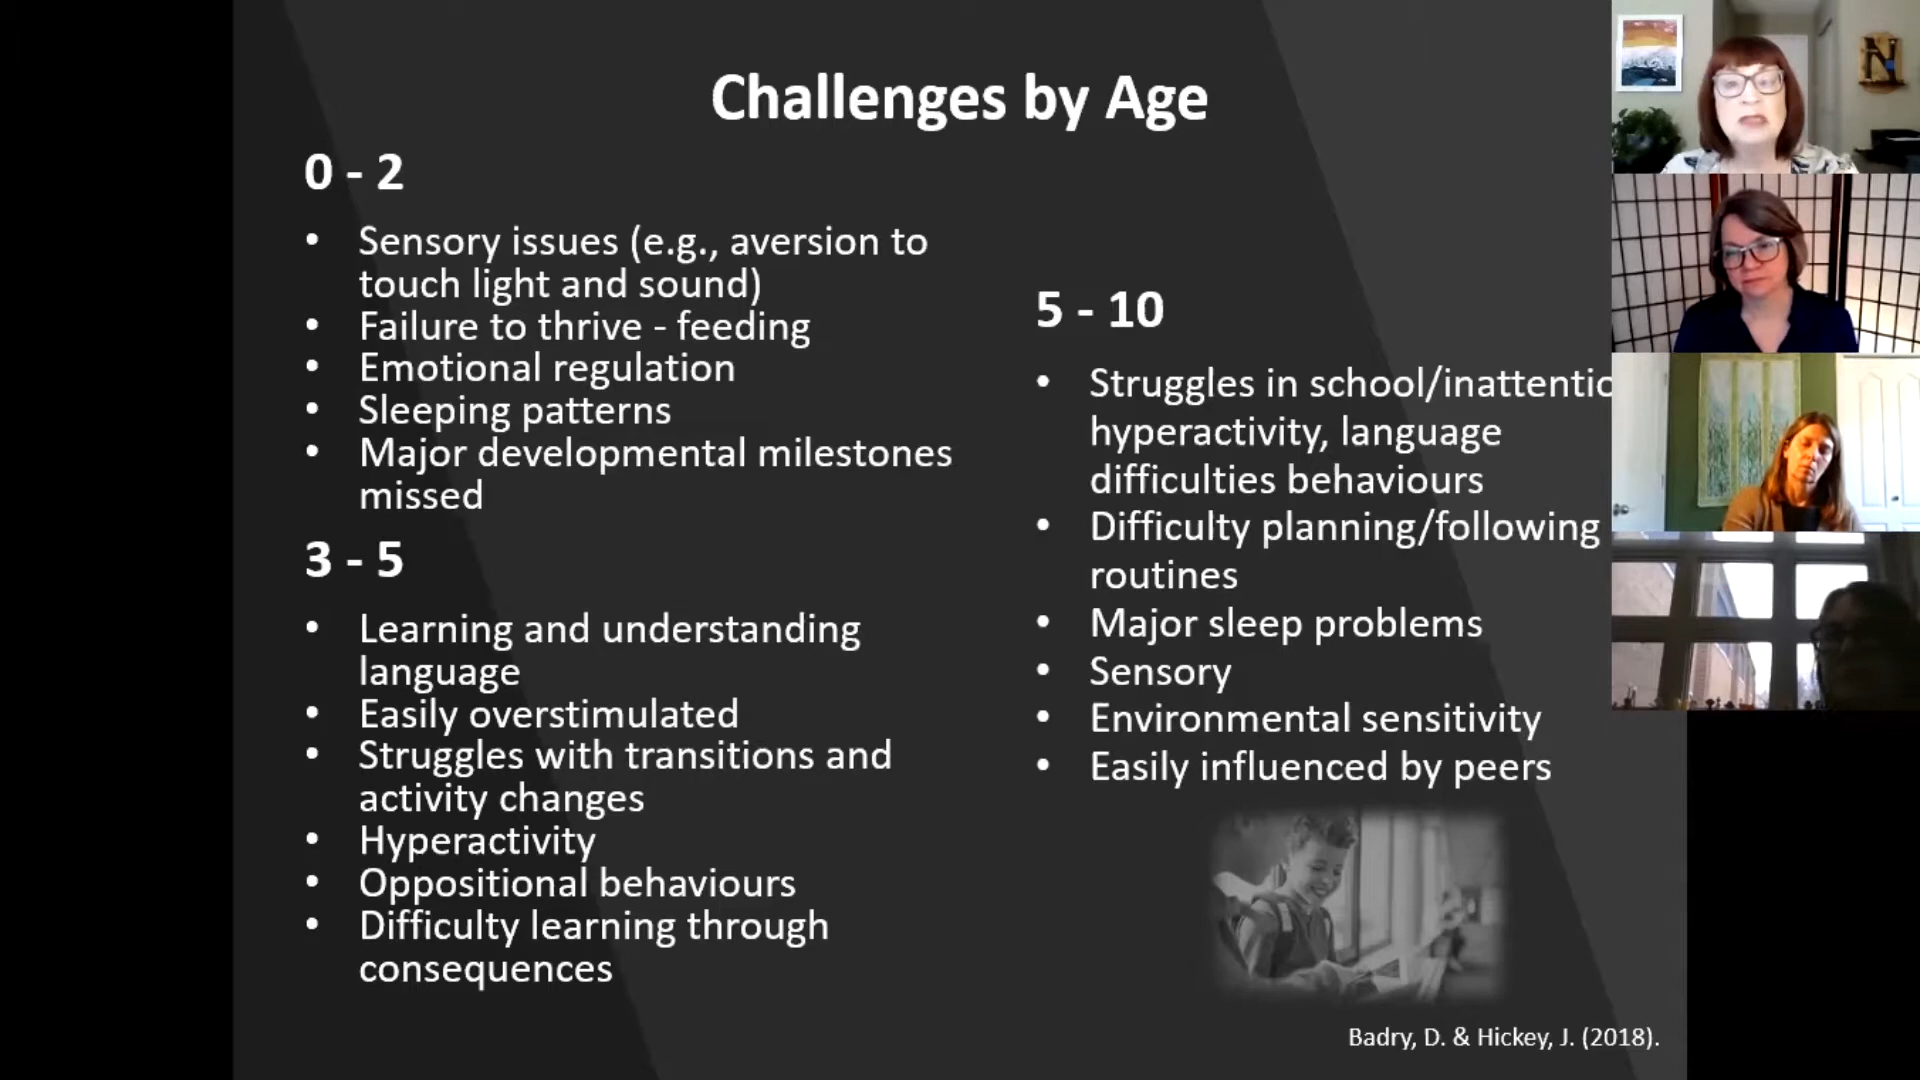 Challenges by Age
0 - 2
• Sensory issues (e.g., aversion to
touch light and sound)
• Failure to thrive - feeding
• Emotional regulation
• Sleeping patterns
• Major developmental milestones
missed
3 - 5
• Learning and understanding
language
• Easily overstimulated
• Struggles with transitions and
activity changes
• Hyperactivity
• Oppositional behaviours
• Difficulty learning through
consequences
5 - 10
• Struggles in school/inattentio
hyperactivity, language
difficulties behaviours
• Difficulty planning/following
routines
• Major sleep problems
• Sensory
• Environmental sensitivity
• Easily influenced by peers
Badry, D. & Hickey, J. (2018).
N